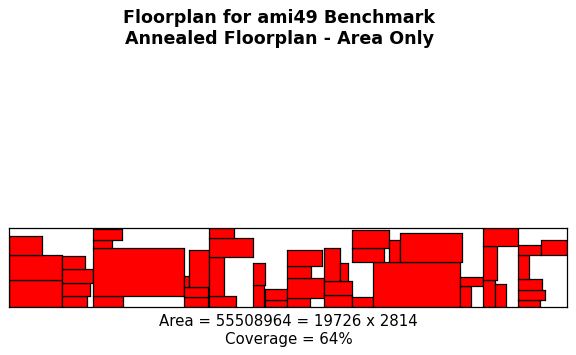 Floorplan for ami49 Benchmark
Annealed Floorplan - Area Only
Area = 55508964 = 19726 x 2814
Coverage = 64%